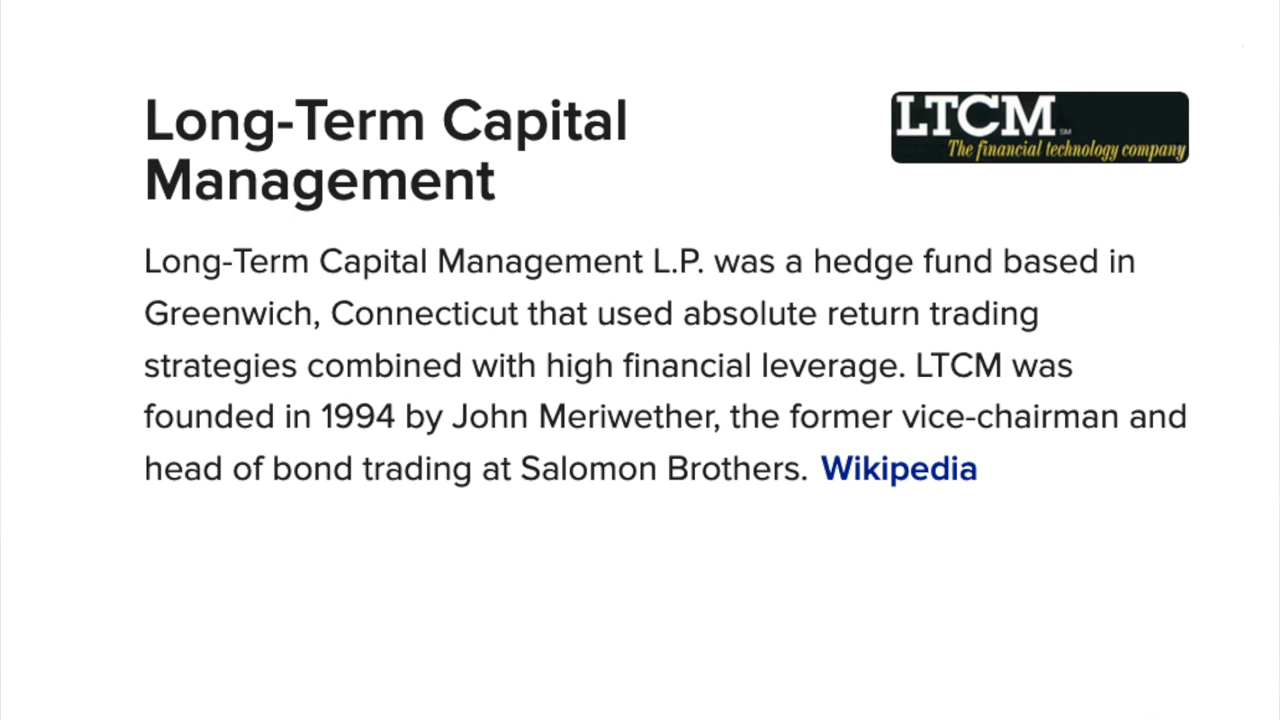 Long-Term Capital
Management
LTCM SM
The financial technology company
Long-Term Capital Management L.P. was a hedge fund based in
Greenwich, Connecticut that used absolute return trading
strategies combined with high financial leverage. LTCM was
founded in 1994 by John Meriwether, the former vice-chairman and
head of bond trading at Salomon Brothers. Wikipedia